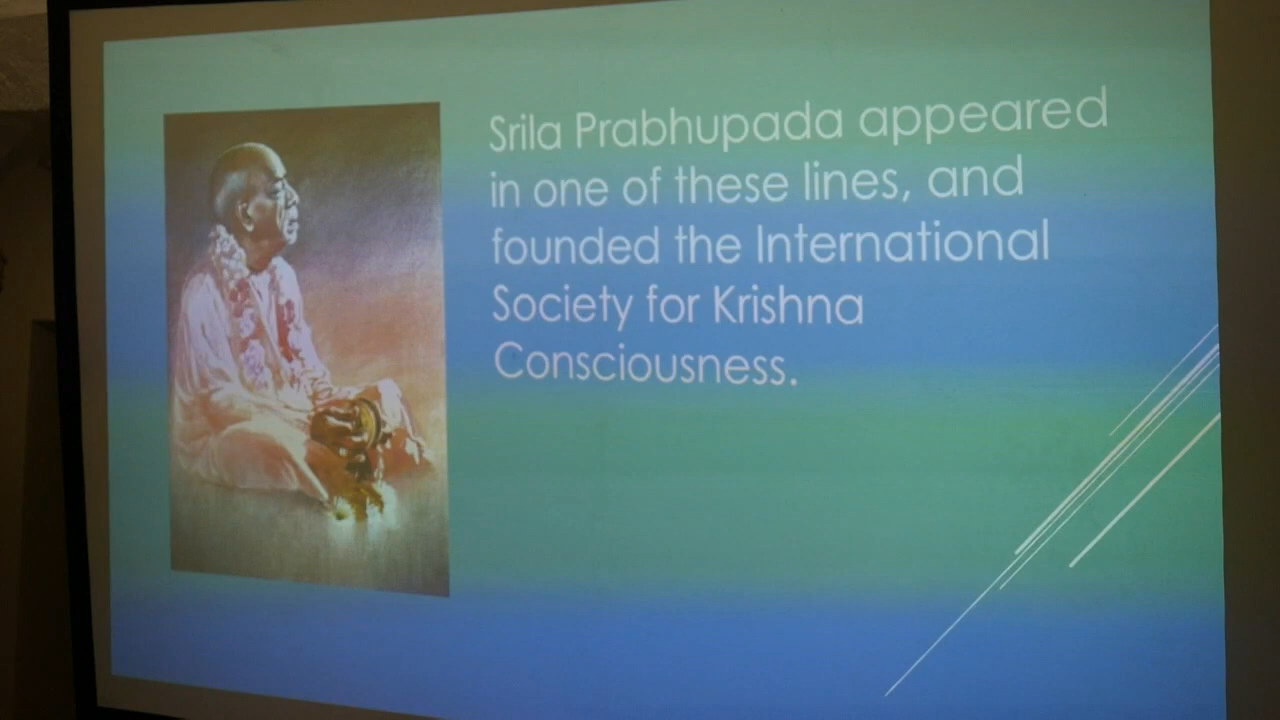 Srila Prabhupada appeared
in one of these lines, and
founded the International
Society for Krishna
Consciousness.